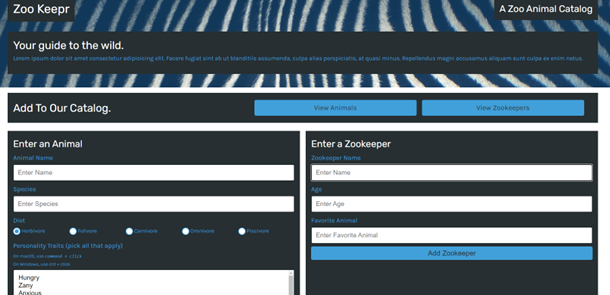 Zoo Keepr
A Zoo Animal Catalog
Your guide to the wild.
Lorem ipsum dolor sit amet consectetur adipisicing elit. Facere fugiat sint ab ut blanditiis assumenda, culpa alias perspiciatis, at quasi minus. Repellendus magni accusamus aliquam sunt culpa ex enim natus.
Add To Our Catalog.
View Animals
View Zookeepers
Enter an Animal
Animal Name
Enter Name
Species
Enter Species
Diet
Herbivore Folivore Carnivore Omnivore Piscivore
Personality Traits (pick all that apply)
On macOS, use command + click
On Windows, use ctrl + click
Hungry
Zany
Anxious
Enter a Zookeeper
Zookeeper Name
Enter Name
Age
Enter Age
Favorite Animal
Enter Favorite Animal
Add Zookeeper